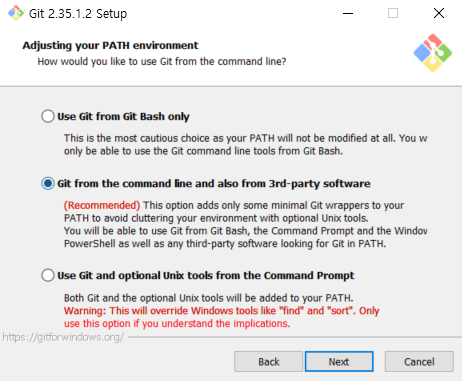 Git 2.35.1.2 Setup
Adjusting your PATH environment
How would you like to use Git from the command line?
Use Git from Git Bash only
This is the most cautious choice as your PATH will not be modified at all. You w
only be able to use the Git command line tools from Git Bash.
Git from the command line and also from 3rd-party software
(Recommended) This option adds only some minimal Git wrappers to your
PATH to avoid cluttering your environment with optional Unix tools.
You will be able to use Git from Git Bash, the Command Prompt and the Window
PowerShell as well as any third-party software looking for Git in PATH.
Use Git and optional Unix tools from the Command Prompt
Both Git and the optional Unix tools will be added to your PATH.
Warning: This will override Windows tools like "find" and "sort". Only
use this option if you understand the implications.
https://gitforwindows.org/
Back Next Cancel